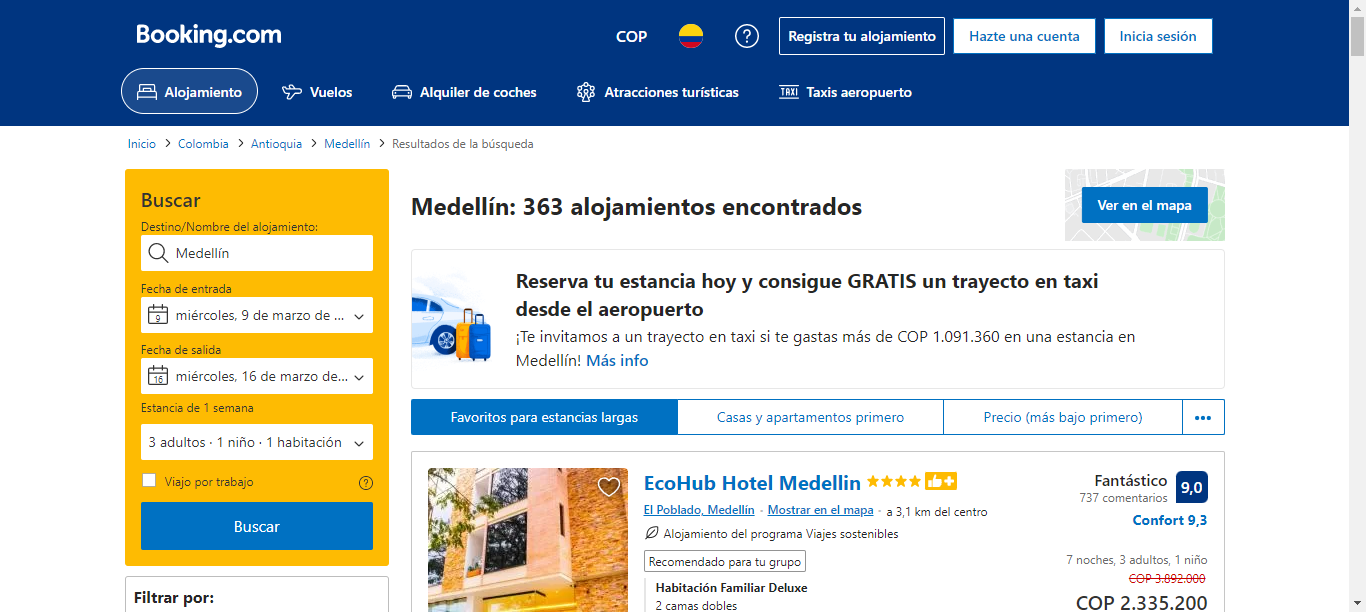 Booking.com
COP
Registra tu alojamiento
Hazte una cuenta
Inicia sesión
Alojamiento
Vuelos
Alquiler de coches
Atracciones turísticas
TAXI Taxis aeropuerto
Inicio > Colombia > Antioquia > Medellín > Resultados de la búsqueda
Buscar
Destino/Nombre del alojamiento:
Medellín
Fecha de entrada
9 miércoles, 9 de marzo de ...
Fecha de salida
16 miércoles, 16 de marzo de...
Estancia de 1 semana
3 adultos · 1 niño · 1 habitación
Viajo por trabajo
Buscar
Filtrar por:
Medellín: 363 alojamientos encontrados
Ver en el mapa
Reserva tu estancia hoy y consigue GRATIS un trayecto en taxi
desde el aeropuerto
¡Te invitamos a un trayecto en taxi si te gastas más de COP 1.091.360 en una estancia en
Medellín! Más info
Favoritos para estancias largas
Casas y apartamentos primero
Precio (más bajo primero)
EcoHub Hotel Medellin
El Poblado, Medellín · Mostrar en el mapa · a 3,1 km del centro
Alojamiento del programa Viajes sostenibles
Recomendado para tu grupo
Habitación Familiar Deluxe
2 camas dobles
Fantástico 9,0
737 comentarios
Confort 9,3
7 noches, 3 adultos, 1 niño
COP 3.892.000
COP 2.335.200